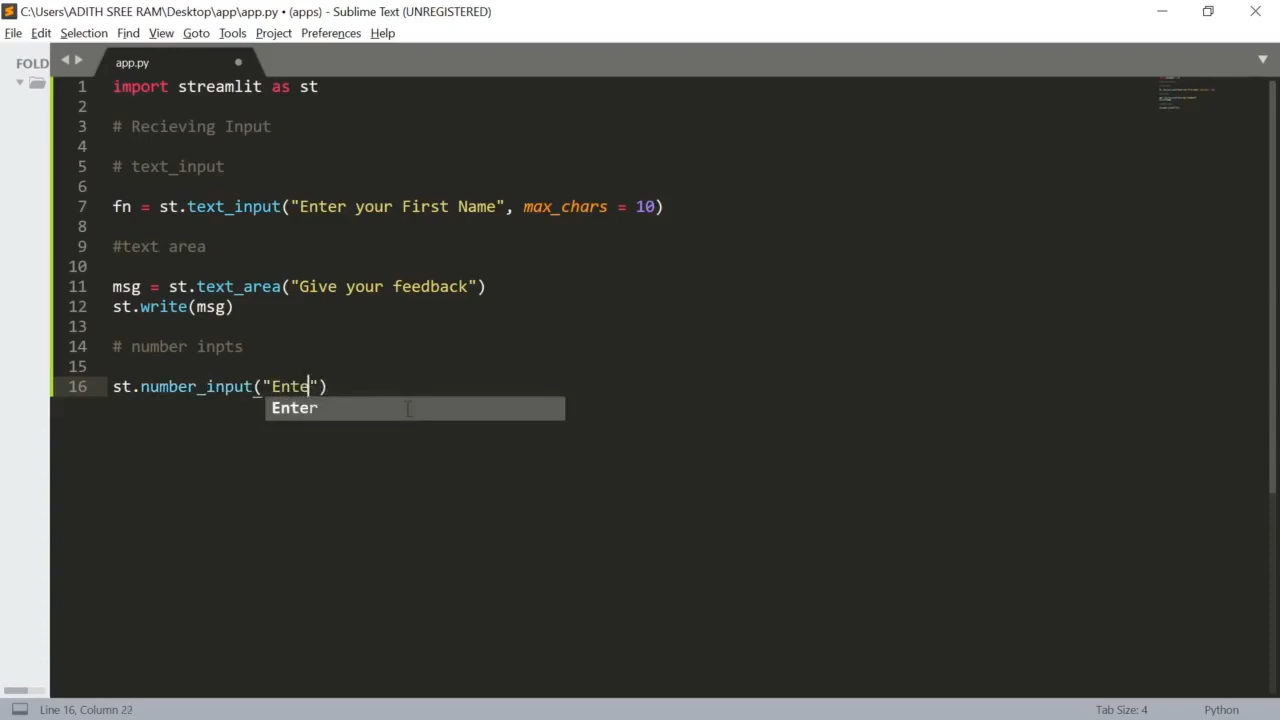 C:\Users\ADITH SREE RAM\Desktop\app\app.py • (apps) - Sublime Text (UNREGISTERED)
File Edit Selection Find View Goto Tools Project Preferences Help
FOLD
app.py
1 import streamlit as st
2
3 # Recieving Input
4
5 # text_input
6
7 fn = st.text_input("Enter your First Name", max_chars = 10)
8
9 #text area
10
11 msg = st.text_area("Give your feedback")
12 st.write(msg)
13
14 # number inpts
15
16 st.number_input("Ente")
Enter
Line 16, Column 22
Tab Size: 4
Python